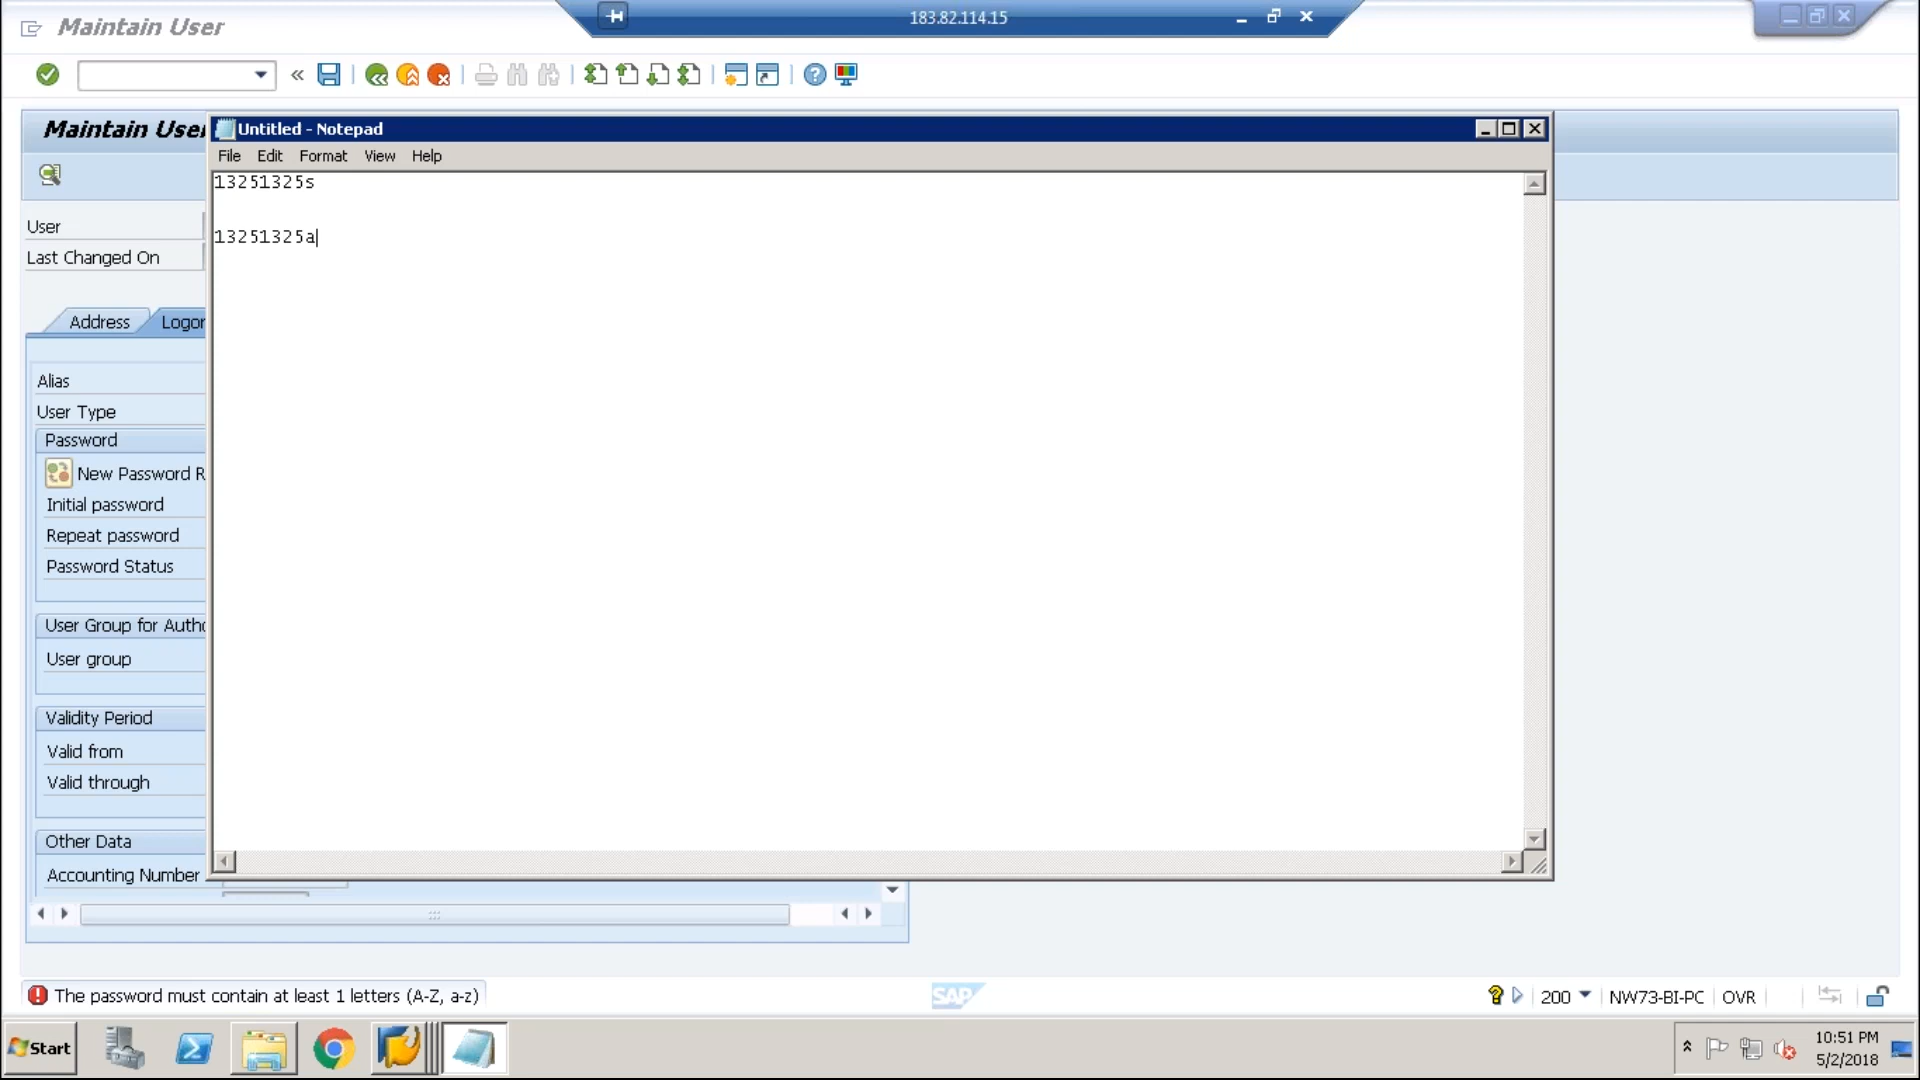 Maintain User
183.82.114.15
Maintain User
Untitled - Notepad
File Edit Format View Help
13251325s
13251325a
User
Last Changed On
Address
Alias
User Type
Password
New Password R
Initial password
Repeat password
Password Status
User Group for
User group
Validity Period
Valid from
Valid through
Other Data
Accounting Number
The password must contain at least 1 letters (A-Z, a-z)
SAP
200
NW73-BI-PC
OVR
Start
10:51 PM
5/2/2018